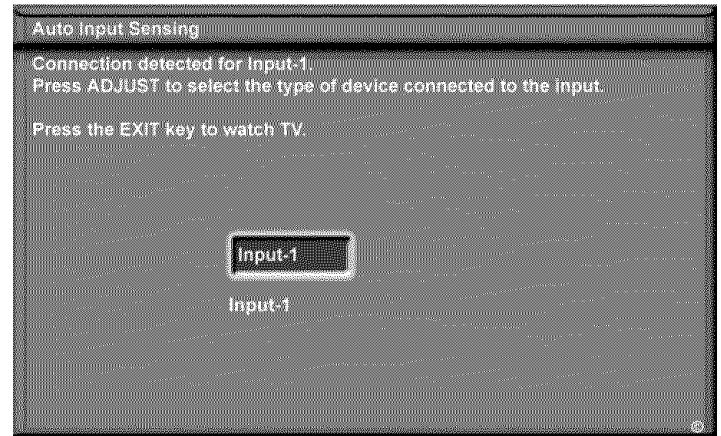 Auto Input Sensing
Connection detected for Input-1.
Press ADJUST to select the type of device connected to the input.
Press the EXIT key to watch TV.
Input-1
Input-1
©